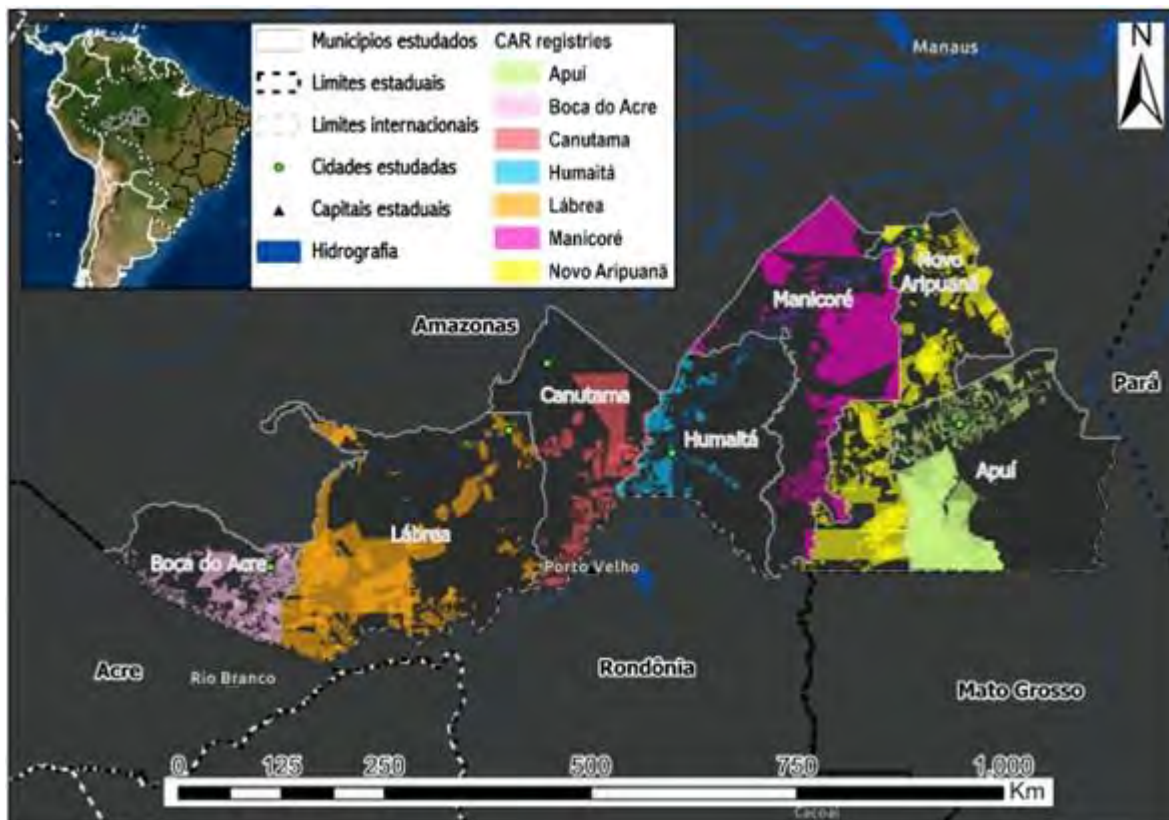 Municípios estudados
Limites estaduais
Limites internacionais
Cidades estudadas
Capitais estaduais
Hidrografia
CAR registries
Apuí
Boca do Acre
Canutama
Humaitá
Lábrea
Manicoré
Novo Aripuanã
Manaus
N
Novo
Aripuanã
Manicoré
Amazonas
Pará
Canutama
Humaitá
Apuí
Lábrea
Boca do Acre
Porto Velho
Acre
Rio Branco
Rondônia
Mato Grosso
0 125 250 500 750 1.000
Km
Cacoal